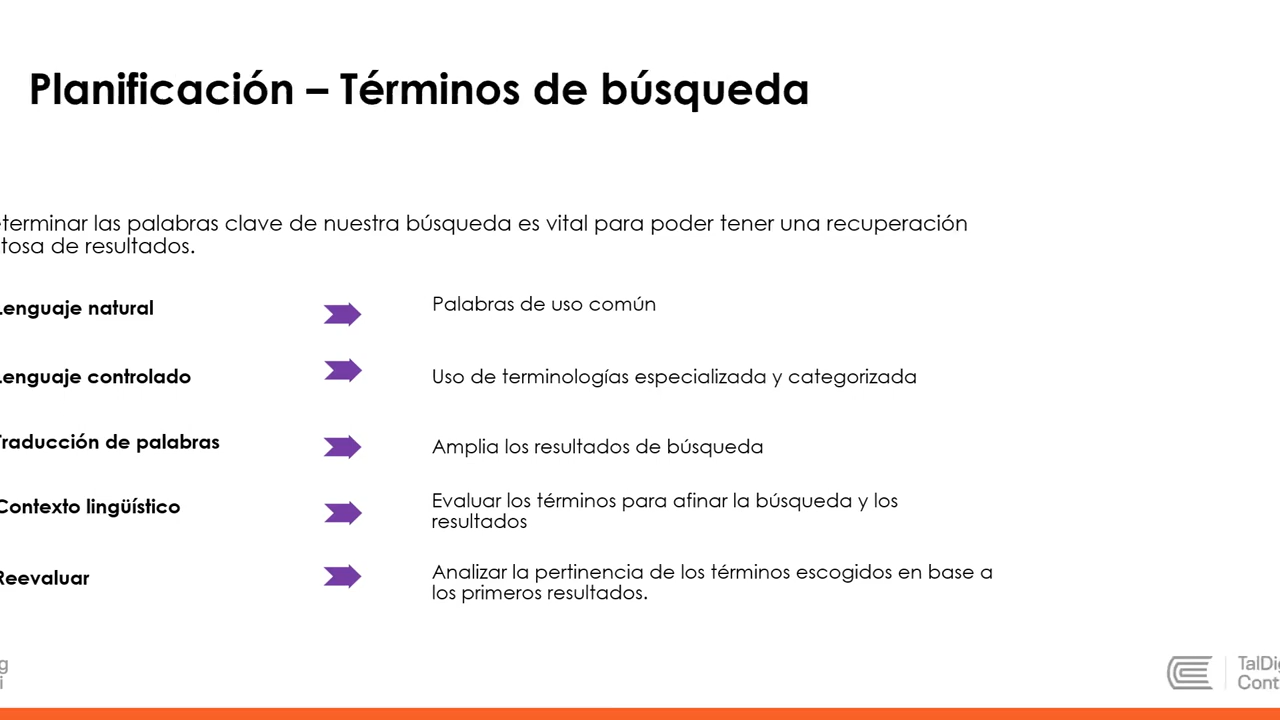 Planificación – Términos de búsqueda
eterminar las palabras clave de nuestra búsqueda es vital para poder tener una recuperación
tosa de resultados.
Lenguaje natural
Palabras de uso común
Lenguaje controlado
Uso de terminologías especializada y categorizada
Traducción de palabras
Amplia los resultados de búsqueda
Contexto lingüístico
Evaluar los términos para afinar la búsqueda y los
resultados
Reevaluar
Analizar la pertinencia de los términos escogidos en base a
los primeros resultados.
g
i
TalDig
Cont